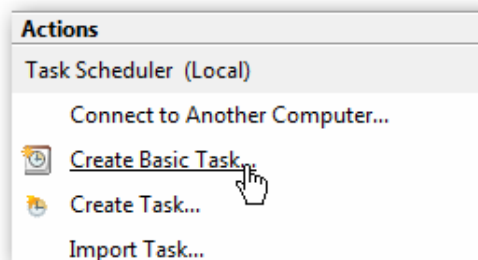 Actions
Task Scheduler (Local)
Connect to Another Computer...
Create Basic Task...
Create Task...
Import Task...